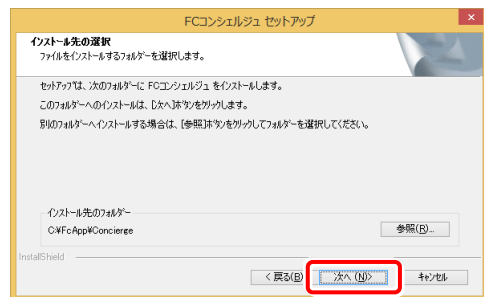 FCコンシェルジュ セットアップ
インストール先の選択
ファイルをインストールするフォルダーを選択します。
セットアップは、次のフォルダーに FCコンシェルジュ をインストールします。
このフォルダーへのインストールは、[次へ]ボタンをクリックします。
別のフォルダーへインストールする場合は、[参照]ボタンをクリックしてフォルダーを選択してください。
インストール先のフォルダー
C:¥FcApp¥Concierge
参照(R)...
InstallShield
< 戻る(B)
次へ (N)>
キャンセル